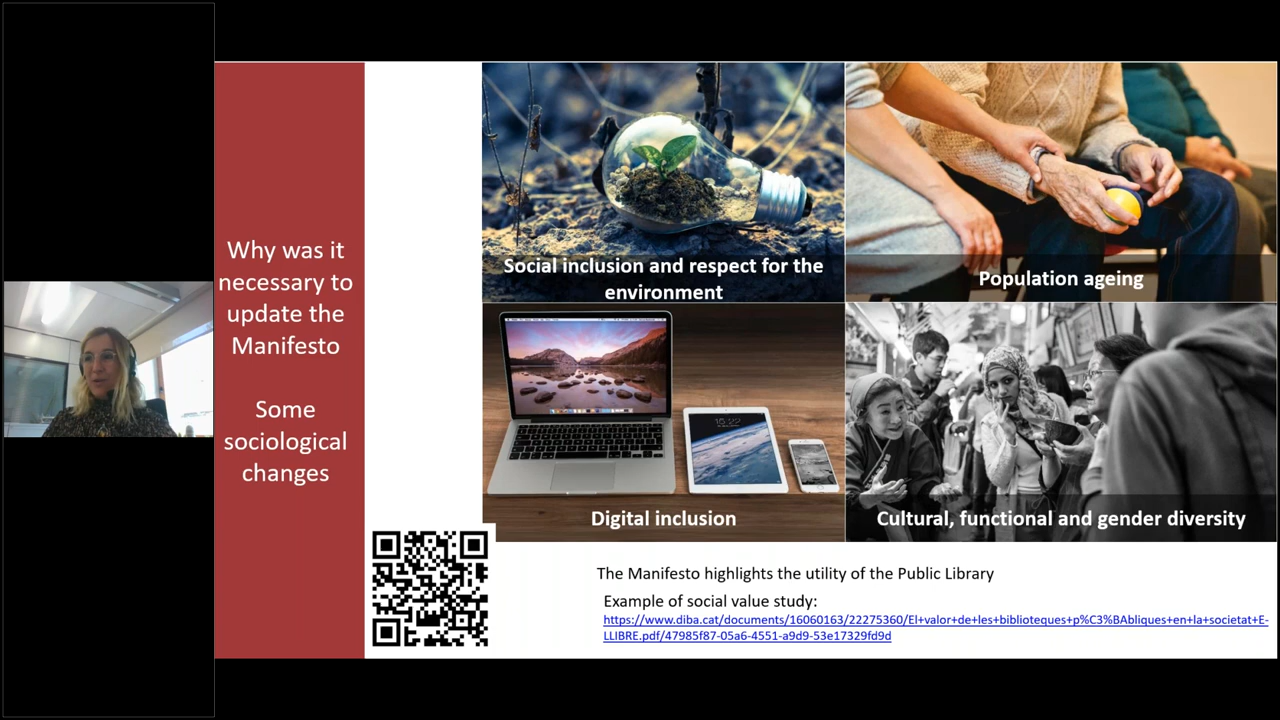 Why was it
necessary to
update the
Manifesto
Some
sociological
changes
Social inclusion and respect for the
environment
Population ageing
15:22
Digital inclusion
Cultural, functional and gender diversity
The Manifesto highlights the utility of the Public Library
Example of social value study:
https://www.diba.cat/documents/16060163/22275360/El+valor+de+les+biblioteques+p%C3%BAbliques+en+la+societat+E-
LLIBRE.pdf/47985f87-05a6-4551-a9d9-53e17329fd9d